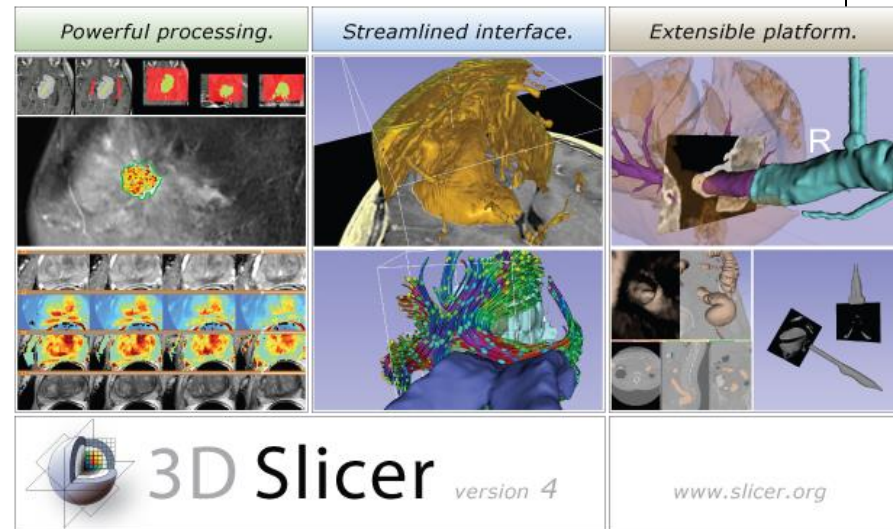 Powerful processing.
Streamlined interface.
Extensible platform.
R
3D Slicer version 4
www.slicer.org